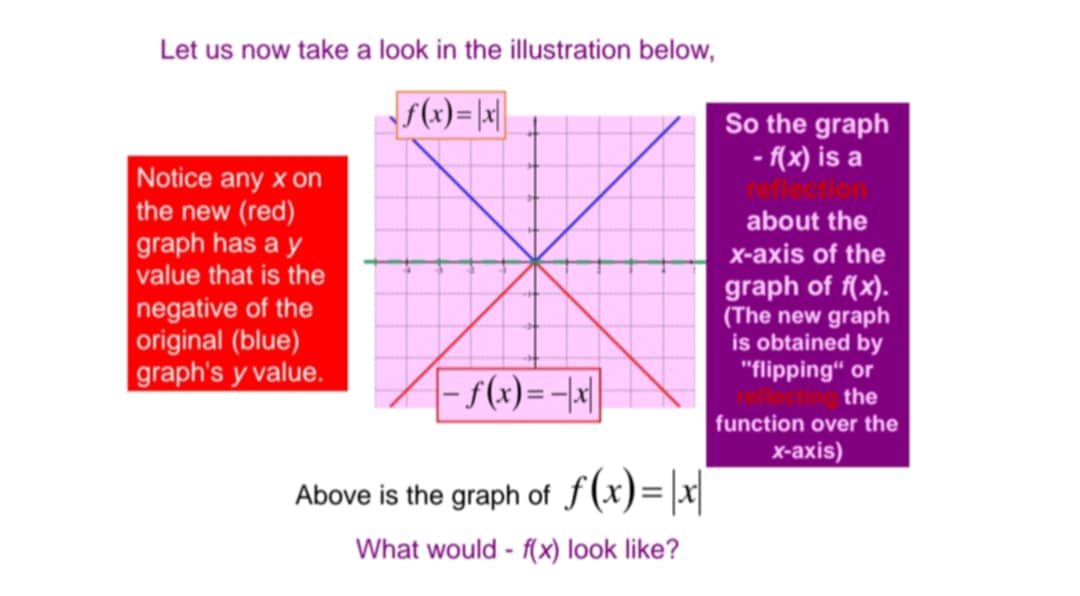 Let us now take a look in the illustration below,
f(x)=|x|
Notice any x on
the new (red)
graph has a y
value that is the
negative of the
original (blue)
graph's y value.
So the graph
- f(x) is a
reflection
about the
x-axis of the
graph of f(x).
(The new graph
is obtained by
"flipping“ or
reflecting the
function over the
x-axis)
− f(x)=−|x|
Above is the graph of f(x)=|x|
What would - f(x) look like?